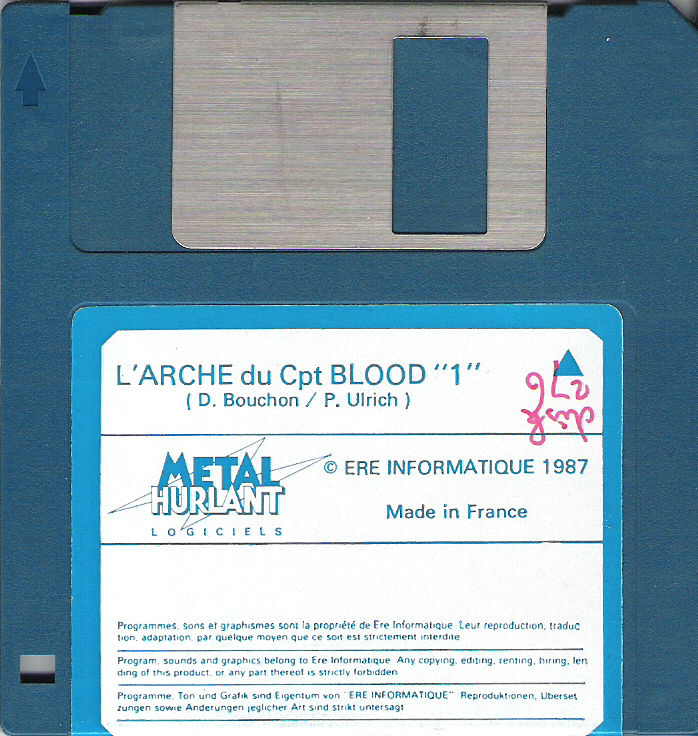 L'ARCHE du Cpt BLOOD "1"
( D. Bouchon / P. Ulrich )
METAL
HURLANT
LOGICIELS
© ERE INFORMATIQUE 1987
Made in France
Programmes, sons et graphismes sont la propriété de Ere Informatique. Leur reproduction, traduc
tion, adaptation, par quelque moyen que ce soit est strictement interdite
Program, sounds and graphics belong to Ere Informatique. Any copying, editing, renting, hiring, len
ding of this product, or any part thereof is strictly forbidden
Programme, Ton und Grafik sind Eigentum von "ERE INFORMATIQUE" Reproduktionen, Überset
zungen sowie Änderungen jeglicher Art sind strikt untersagt